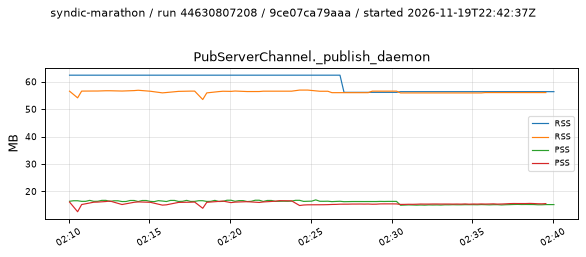 syndic-marathon / run 44630807208 / 9ce07ca79aaa / started 2026-11-19T22:42:37Z
PubServerChannel._publish_daemon
MB
60
50
40
30
20
RSS
RSS
PSS
PSS
02:10
02:15
02:20
02:25
02:30
02:35
02:40